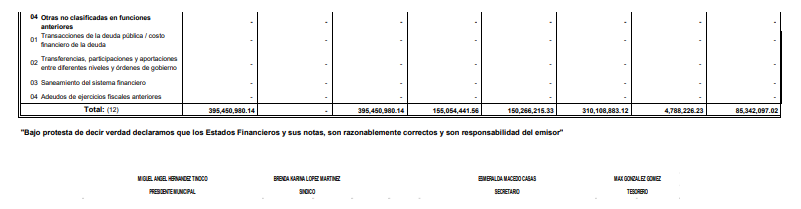 04 Otras no clasificadas en funciones - - - - - - - -
anteriores
01 Transacciones de la deuda pública / costo - - - - - - - -
financiero de la deuda
02 Transferencias, participaciones y aportaciones - - - - - - - -
entre diferentes niveles y órdenes de gobierno
03 Saneamiento del sistema financiero - - - - - - - -
04 Adeudos de ejercicios fiscales anteriores - - - - - - - -
Total: (12) 395,450,980.14 - 395,450,980.14 155,054,441.56 150,266,215.33 310,108,883.12 4,788,226.23 85,342,097.02
"Bajo protesta de decir verdad declaramos que los Estados Financieros y sus notas, son razonablemente correctos y son responsabilidad del emisor"
MIGUEL ANGEL HERNANDEZ TINOCO BRENDA KARINA LOPEZ MARTINEZ ESMERALDA MACEDO CASAS MAX GONZALEZ GOMEZ
PRESIDENTE MUNICIPAL SINDICO SECRETARIO TESORERO